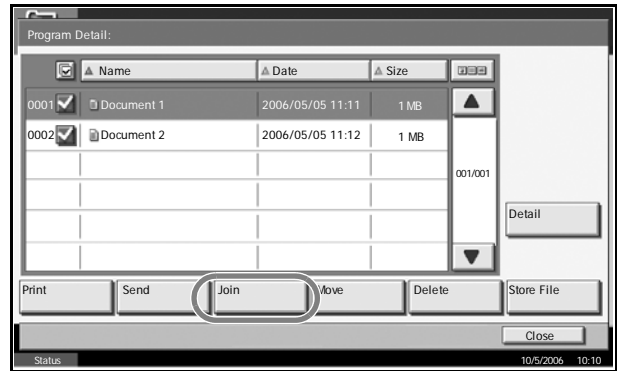 Program Detail:
Name Date Size
0001 Document 1 2006/05/05 11:11 1 MB
0002 Document 2 2006/05/05 11:12 1 MB
001/001
Detail
Print Send Join Move Delete Store File
Close
Status 10/5/2006 10:10